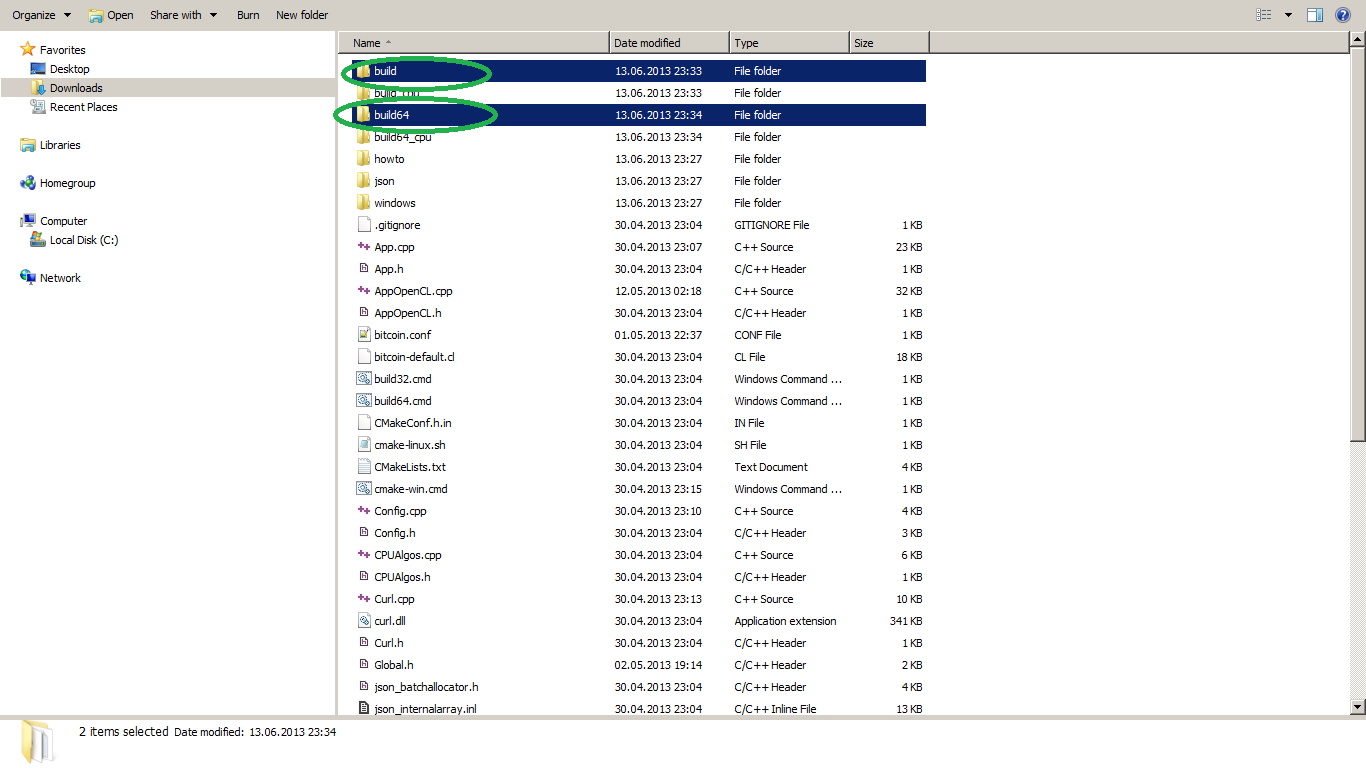 Organize Open Share with Burn New folder
Favorites
Desktop
Downloads
Recent Places
Libraries
Homegroup
Computer
Local Disk (C:)
Network
Name Date modified Type Size
build 13.06.2013 23:33 File folder
build_cpu 13.06.2013 23:33 File folder
build64 13.06.2013 23:34 File folder
build64_cpu 13.06.2013 23:34 File folder
howto 13.06.2013 23:27 File folder
json 13.06.2013 23:27 File folder
windows 13.06.2013 23:27 File folder
.gitignore 30.04.2013 23:04 GITIGNORE File 1 KB
App.cpp 30.04.2013 23:07 C++ Source 23 KB
App.h 30.04.2013 23:04 C/C++ Header 1 KB
AppOpenCL.cpp 12.05.2013 02:18 C++ Source 32 KB
AppOpenCL.h 30.04.2013 23:04 C/C++ Header 1 KB
bitcoin.conf 01.05.2013 22:37 CONF File 1 KB
bitcoin-default.cl 30.04.2013 23:04 CL File 18 KB
build32.cmd 30.04.2013 23:04 Windows Command ... 1 KB
build64.cmd 30.04.2013 23:04 Windows Command ... 1 KB
CMakeConf.h.in 30.04.2013 23:04 IN File 1 KB
cmake-linux.sh 30.04.2013 23:04 SH File 1 KB
CMakeLists.txt 30.04.2013 23:04 Text Document 4 KB
cmake-win.cmd 30.04.2013 23:15 Windows Command ... 1 KB
Config.cpp 30.04.2013 23:10 C++ Source 4 KB
Config.h 30.04.2013 23:04 C/C++ Header 3 KB
CPUAlgos.cpp 30.04.2013 23:04 C++ Source 6 KB
CPUAlgos.h 30.04.2013 23:04 C/C++ Header 1 KB
Curl.cpp 30.04.2013 23:13 C++ Source 10 KB
curl.dll 30.04.2013 23:04 Application extension 341 KB
Curl.h 30.04.2013 23:04 C/C++ Header 1 KB
Global.h 02.05.2013 19:14 C/C++ Header 2 KB
json_batchallocator.h 30.04.2013 23:04 C/C++ Header 4 KB
json_internalarray.inl 30.04.2013 23:04 C/C++ Inline File 13 KB
2 items selected Date modified: 13.06.2013 23:34